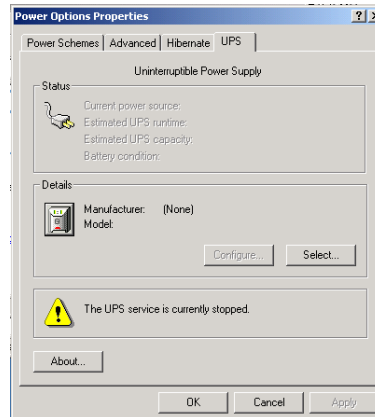 Power Options Properties
Power Schemes Advanced Hibernate UPS
Uninterruptible Power Supply
Status
Current power source:
Estimated UPS runtime:
Estimated UPS capacity:
Battery condition:
Details
Manufacturer: (None)
Model:
Configure... Select...
The UPS service is currently stopped.
About...
OK Cancel Apply